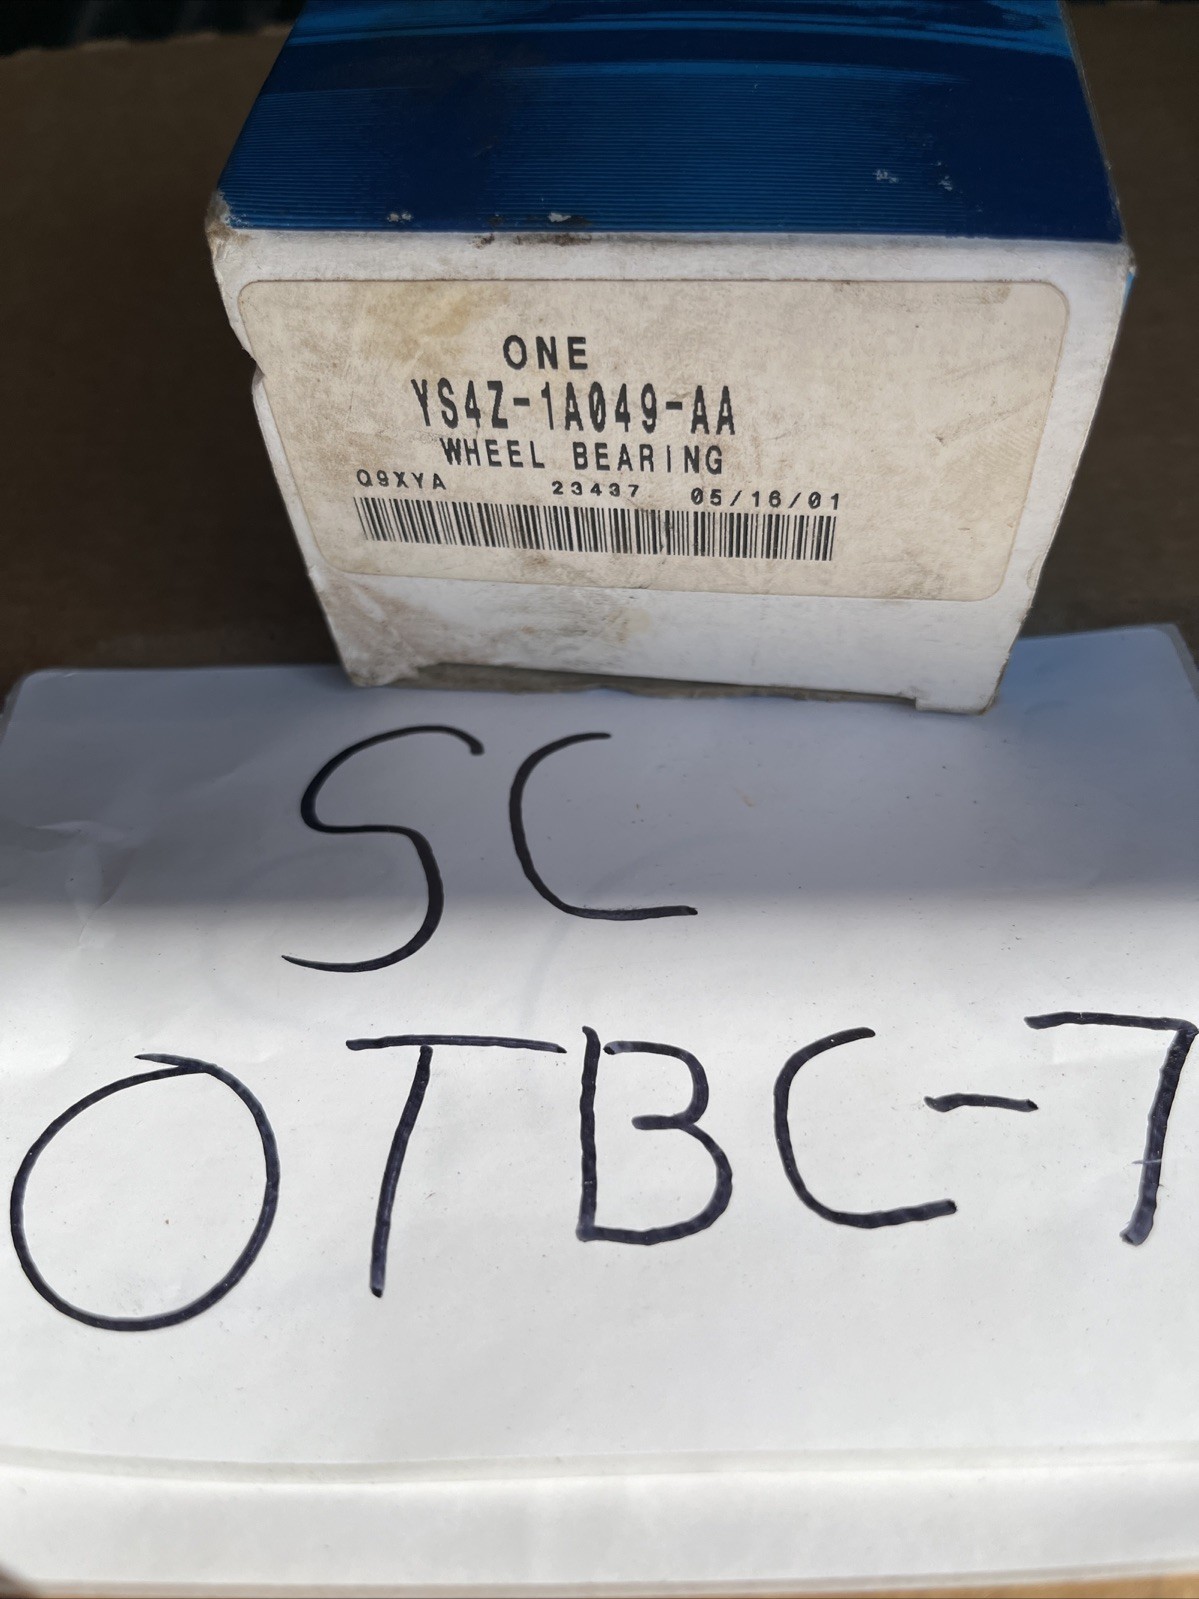 ONE
YS4Z-1A049-AA
WHEEL BEARING
Q9XYA 23437 05/16/01
SC
OTBC-7